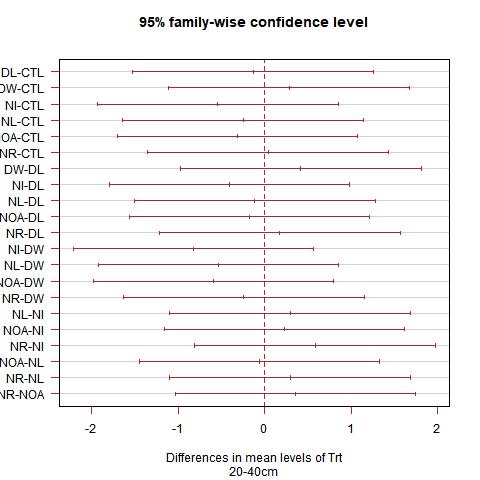 95% family-wise confidence level
DL-CTL
DW-CTL
NI-CTL
NL-CTL
NOA-CTL
NR-CTL
DW-DL
NI-DL
NL-DL
NOA-DL
NR-DL
NI-DW
NL-DW
NOA-DW
NR-DW
NL-NI
NOA-NI
NR-NI
NOA-NL
NR-NL
NR-NOA
-2 -1 0 1 2
Differences in mean levels of Trt
20-40cm